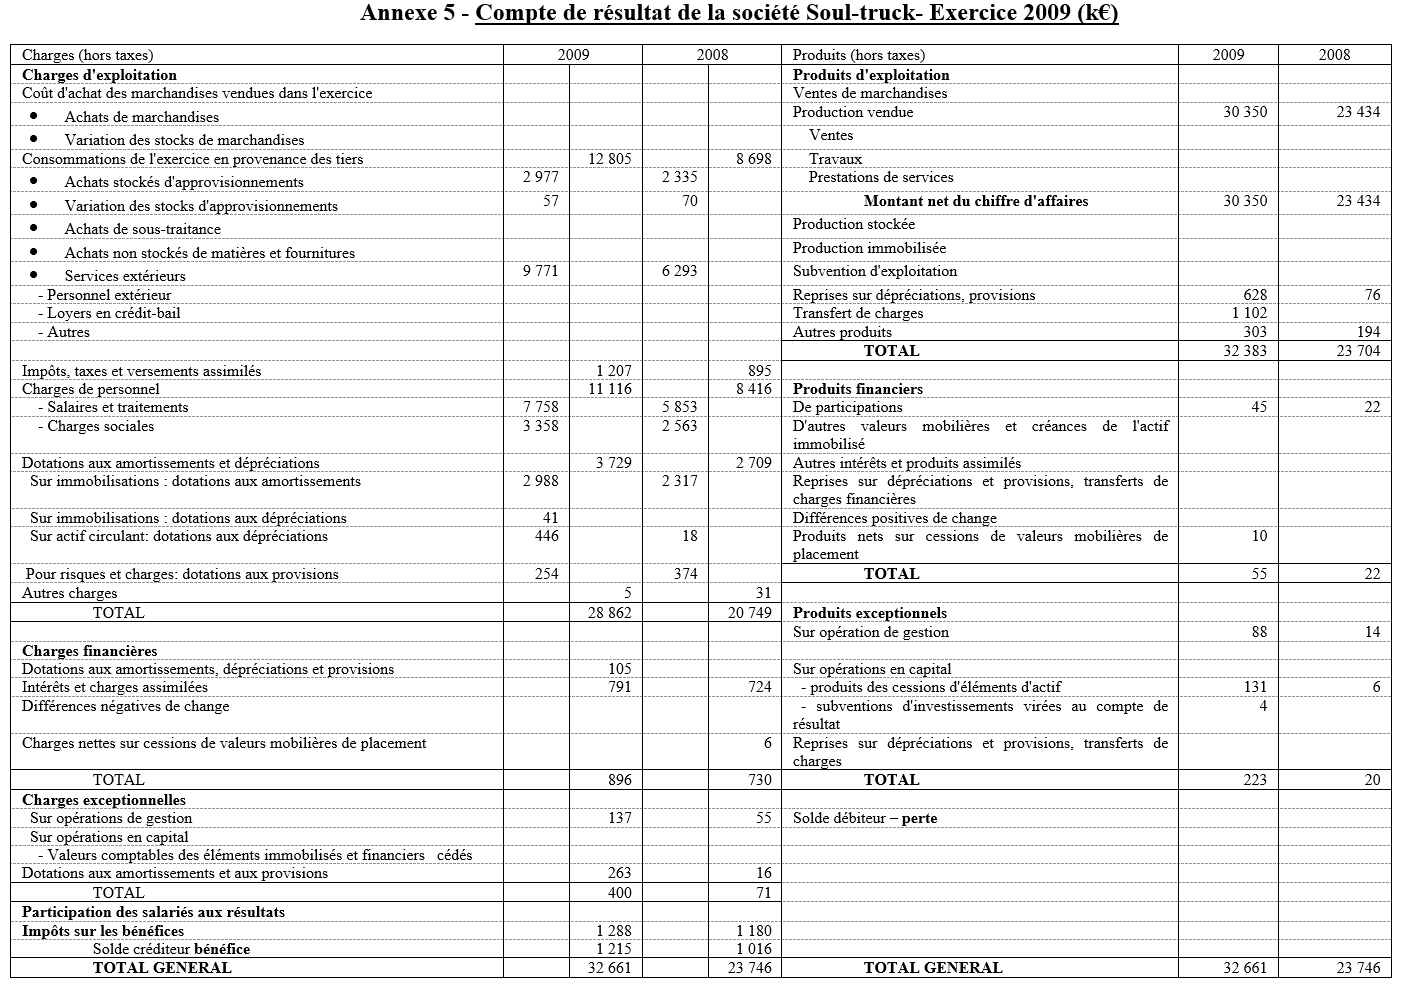 Annexe 5 - Compte de résultat de la société Soul-truck- Exercice 2009 (k€)
Charges (hors taxes) 2009 2008 Produits (hors taxes) 2009 2008
Charges d'exploitation Produits d'exploitation
Coût d'achat des marchandises vendues dans l'exercice Ventes de marchandises
• Achats de marchandises Production vendue 30 350 23 434
• Variation des stocks de marchandises Ventes
Consommations de l'exercice en provenance des tiers 12 805 8 698 Travaux
• Achats stockés d'approvisionnements 2 977 2 335 Prestations de services
• Variation des stocks d'approvisionnements 57 70 Montant net du chiffre d'affaires 30 350 23 434
• Achats de sous-traitance Production stockée
• Achats non stockés de matières et fournitures Production immobilisée
• Services extérieurs 9 771 6 293 Subvention d'exploitation
- Personnel extérieur Reprises sur dépréciations, provisions 628 76
- Loyers en crédit-bail Transfert de charges 1 102
- Autres Autres produits 303 194
TOTAL 32 383 23 704
Impôts, taxes et versements assimilés 1 207 895
Charges de personnel 11 116 8 416 Produits financiers
- Salaires et traitements 7 758 5 853 De participations 45 22
- Charges sociales 3 358 2 563 D'autres valeurs mobilières et créances de l'actif
immobilisé
Dotations aux amortissements et dépréciations 3 729 2 709 Autres intérêts et produits assimilés
Sur immobilisations : dotations aux amortissements 2 988 2 317 Reprises sur dépréciations et provisions, transferts de
charges financières
Sur immobilisations : dotations aux dépréciations 41 Différences positives de change
Sur actif circulant: dotations aux dépréciations 446 18 Produits nets sur cessions de valeurs mobilières de
placement 10
Pour risques et charges: dotations aux provisions 254 374 TOTAL 55 22
Autres charges 5 31
TOTAL 28 862 20 749 Produits exceptionnels
Sur opération de gestion 88 14
Charges financières
Dotations aux amortissements, dépréciations et provisions 105 Sur opérations en capital
Intérêts et charges assimilées 791 724 - produits des cessions d'éléments d'actif 131 6
Différences négatives de change - subventions d'investissements virées au compte de 4
résultat
Charges nettes sur cessions de valeurs mobilières de placement 6 Reprises sur dépréciations et provisions, transferts de
charges
TOTAL 896 730 TOTAL 223 20
Charges exceptionnelles
Sur opérations de gestion 137 55 Solde débiteur – perte
Sur opérations en capital
- Valeurs comptables des éléments immobilisés et financiers cédés
Dotations aux amortissements et aux provisions 263 16
TOTAL 400 71
Participation des salariés aux résultats
Impôts sur les bénéfices 1 288 1 180
Solde créditeur bénéfice 1 215 1 016
TOTAL GENERAL 32 661 23 746 TOTAL GENERAL 32 661 23 746